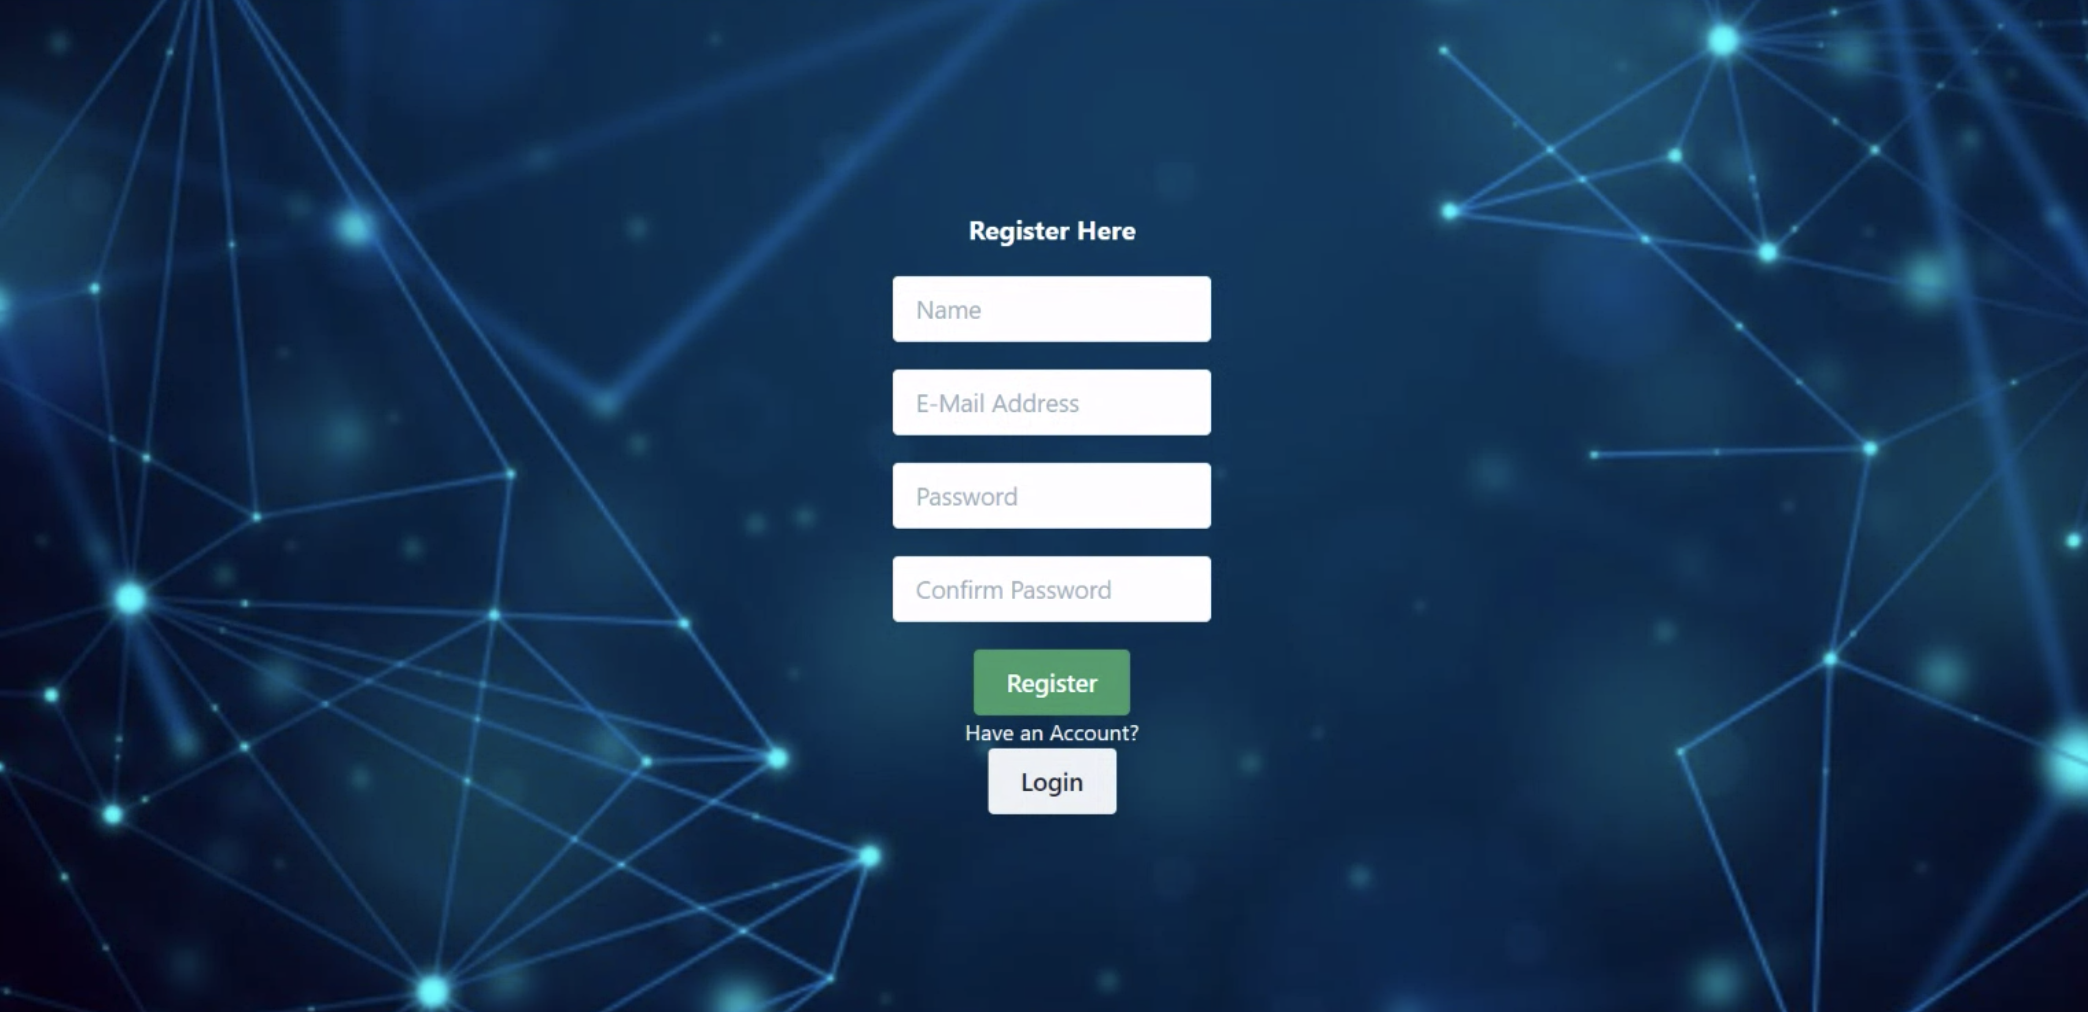 Register Here
Name
E-Mail Address
Password
Confirm Password
Register
Have an Account?
Login